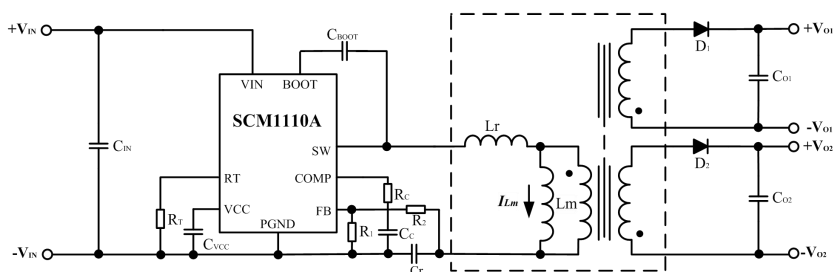 +VIN
CBOOT
D1
+VO1
VIN
BOOT
SCM1110A
CO1
CIN
Lr
-VO1
+VO2
SW
RT
COMP
RC
D2
VCC
FB
R2
ILm
Lm
CO2
RT
PGND
R1
CC
CVCC
-VIN
Cr
-VO2